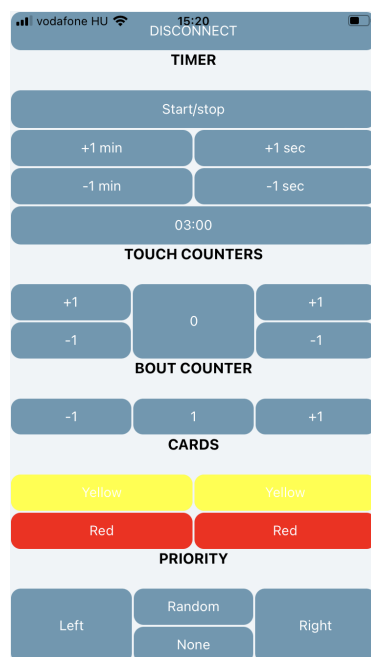 vodafone HU 15:20
DISCONNECT
TIMER
Start/stop
+1 min +1 sec
-1 min -1 sec
03:00
TOUCH COUNTERS
+1 0 +1
-1 -1
BOUT COUNTER
-1 1 +1
CARDS
Yellow Yellow
Red Red
PRIORITY
Left Random Right
None